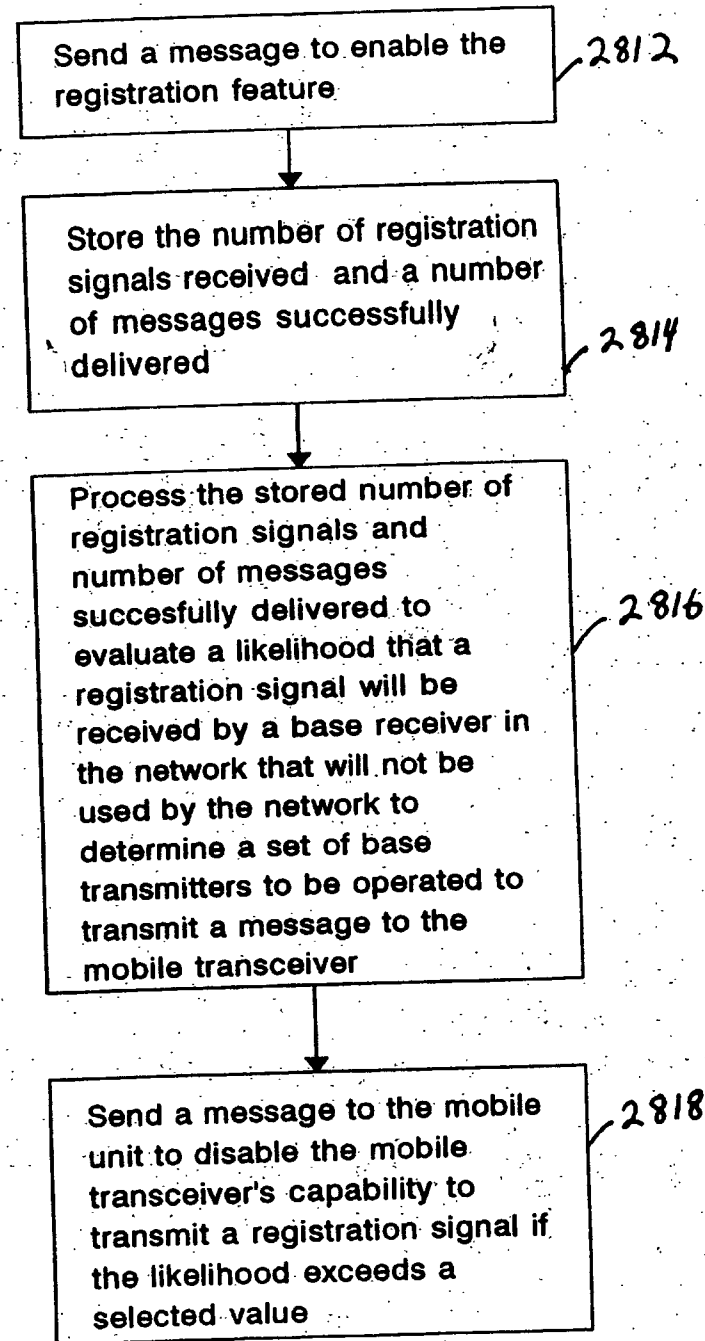 Send a message to enable the
registration feature
2812
Store the number of registration
signals received and a number
of messages successfully
delivered
2814
Process the stored number of
registration signals and
number of messages
succesfully delivered to
evaluate a likelihood that a
registration signal will be
received by a base receiver in
the network that will not be
used by the network to
determine a set of base
transmitters to be operated to
transmit a message to the
mobile transceiver
2816
Send a message to the mobile
unit to disable the mobile
transceiver's capability to
transmit a registration signal if
the likelihood exceeds a
selected value
2818